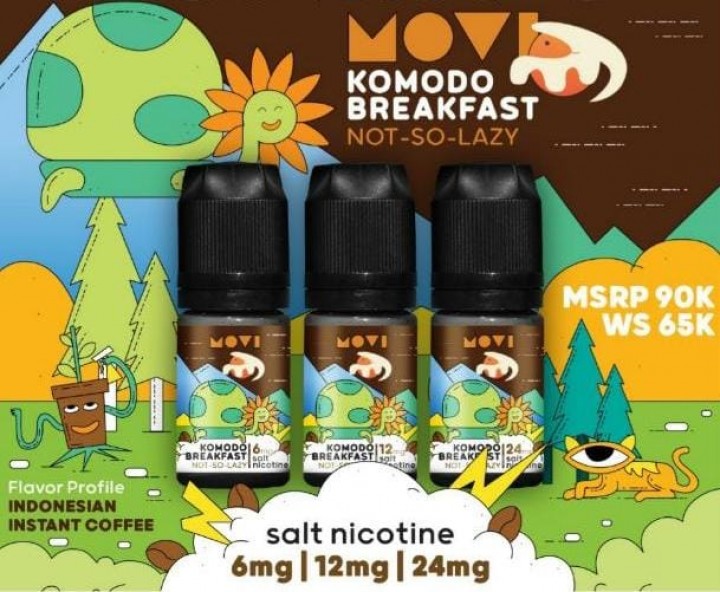 MOVI
KOMODO
BREAKFAST
NOT-SO-LAZY
MSRP 90K
WS 65K
MOVI
KOMODO
BREAKFAST
NOT-SO-LAZY
6
salt
nicotine
MOVI
KOMODO
BREAKFAST
12
salt
nicotine
MOVI
KOMODO
BREAKFAST
24
salt
nicotine
Flavor Profile
INDONESIAN
INSTANT COFFEE
salt nicotine
6mg | 12mg | 24mg